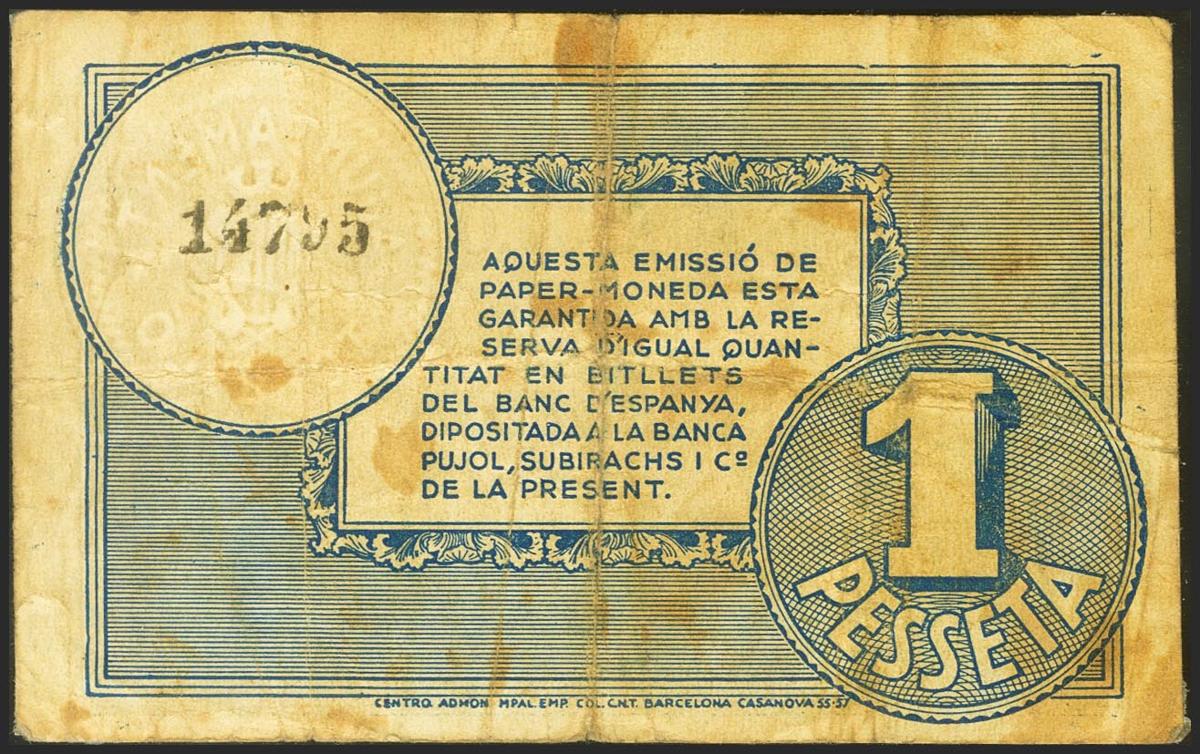 14795
AQUESTA EMISSIÓ DE
PAPER-MONEDA ESTA
GARANTIDA AMB LA RE-
SERVA D'IGUAL QUAN-
TITAT EN BITLLETS
DEL BANC D'ESPANYA,
DIPOSITADA A LA BANCA
PUJOL, SUBIRACHS I Cº
DE LA PRESENT.
1
PESSETA
CENTRO ADMON MPAL. EMP. COL. C.N.T. BARCELONA CASANOVA 55-57